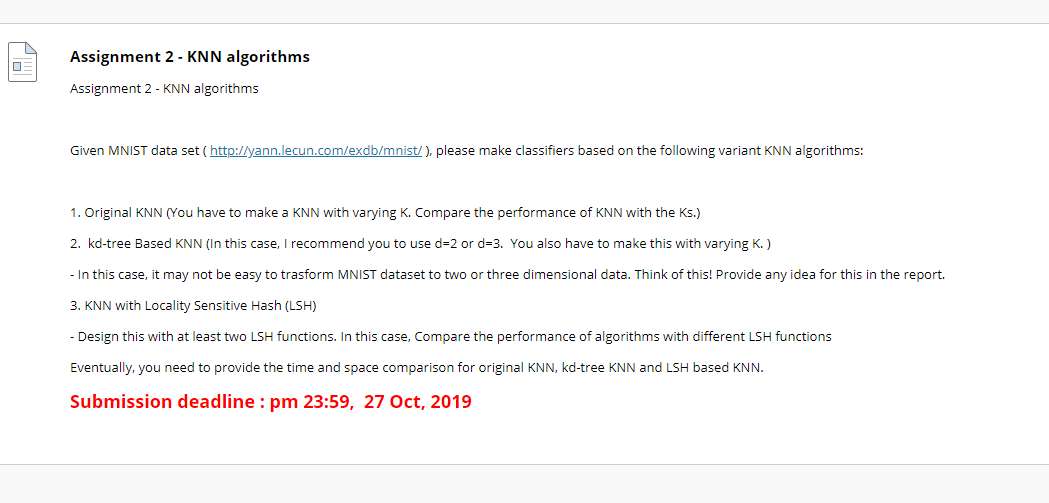 Assignment 2 - KNN algorithms
Assignment 2 - KNN algorithms
Given MNIST data set ( http://yann.lecun.com/exdb/mnist/ ), please make classifiers based on the following variant KNN algorithms:
1. Original KNN (You have to make a KNN with varying K. Compare the performance of KNN with the Ks.)
2.  kd-tree Based KNN (In this case, I recommend you to use d=2 or d=3.  You also have to make this with varying K. )
- In this case, it may not be easy to trasform MNIST dataset to two or three dimensional data. Think of this! Provide any idea for this in the report.
3. KNN with Locality Sensitive Hash (LSH)
- Design this with at least two LSH functions. In this case, Compare the performance of algorithms with different LSH functions
Eventually, you need to provide the time and space comparison for original KNN, kd-tree KNN and LSH based KNN.
Submission deadline : pm 23:59,  27 Oct, 2019